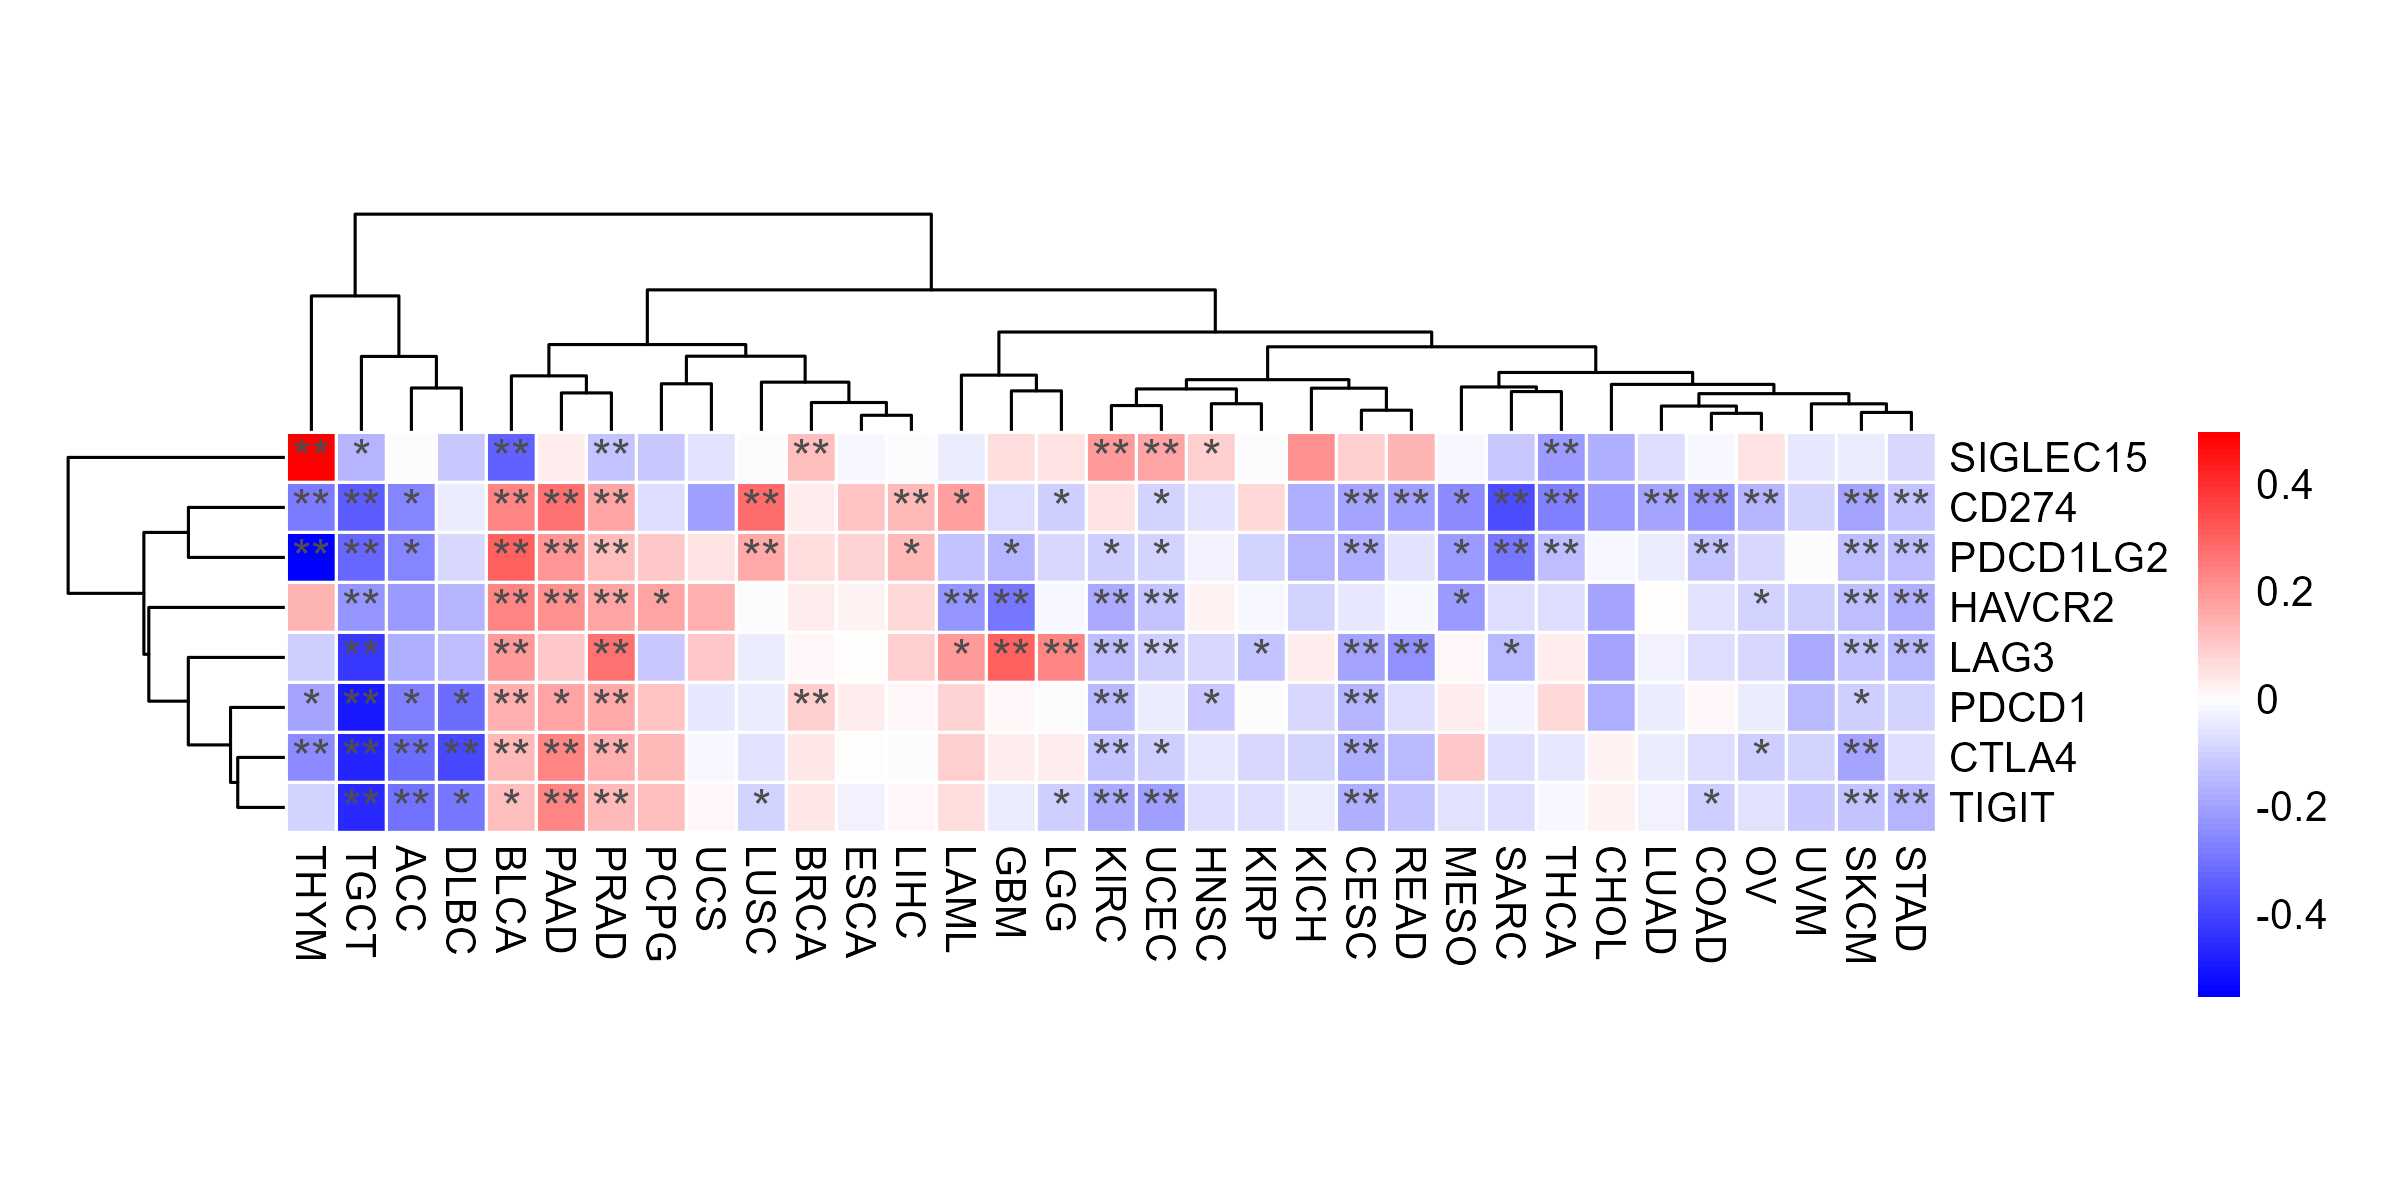 ** * ** ** ** ** ** * **
** ** * ** ** ** ** ** * * * ** ** * ** ** ** ** ** ** **
** ** * ** ** ** ** * * * * ** * ** ** ** ** **
** ** ** ** * ** ** ** ** * * ** **
** ** ** * ** ** ** ** * ** ** * ** **
* ** * * ** * ** ** ** * ** *
** ** ** ** ** ** ** ** * ** * **
** ** * * ** ** * * ** ** ** * ** **
SIGLEC15
CD274
PDCD1LG2
HAVCR2
LAG3
PDCD1
CTLA4
TIGIT
THYM
TGCT
ACC
DLBC
BLCA
PAAD
PRAD
PCPG
UCS
LUSC
BRCA
ESCA
LIHC
LAML
GBM
LGG
KIRC
UCEC
HNSC
KIRP
KICH
CESC
READ
MESO
SARC
THCA
CHOL
LUAD
COAD
OV
UVM
SKCM
STAD
0.4
0.2
0
-0.2
-0.4